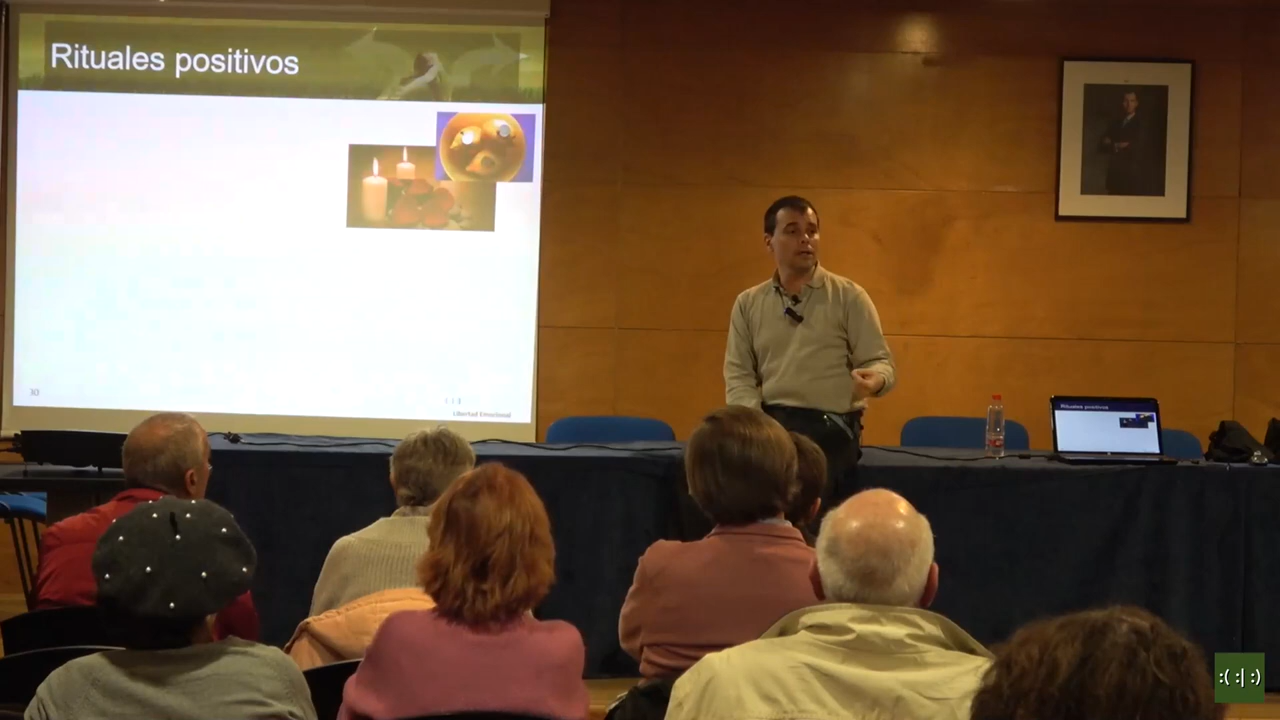 Rituales positivos
30
Libertad Emocional
Rituales positivos
:( :| :)